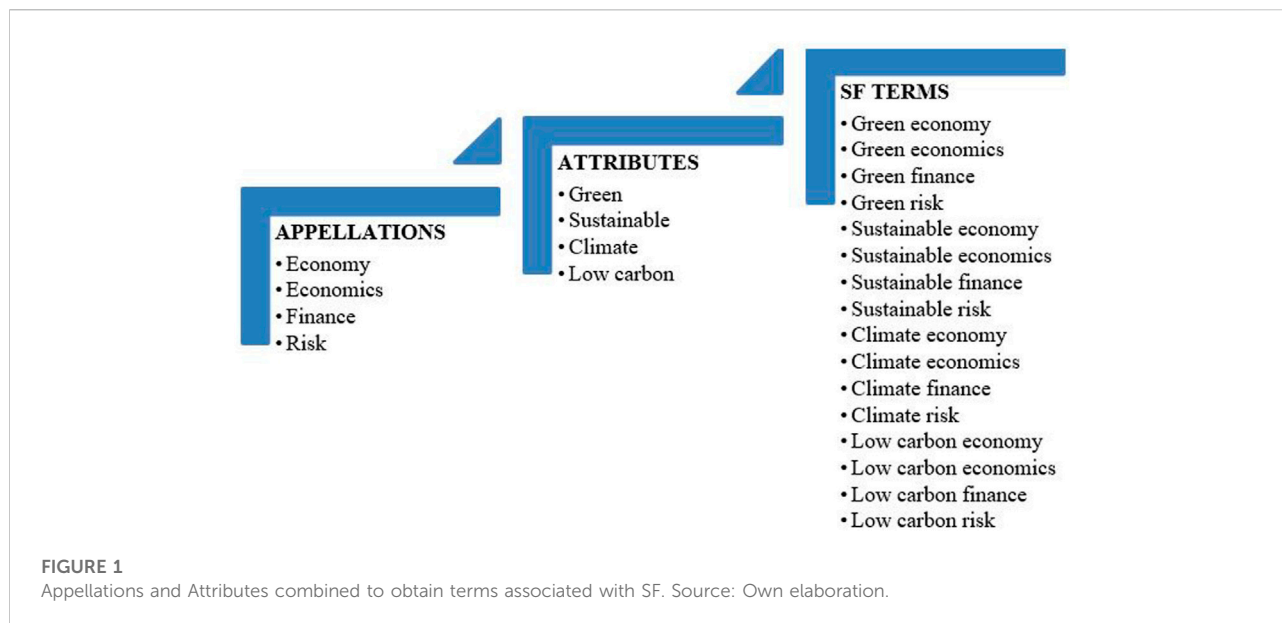 APPELLATIONS
• Economy
• Economics
• Finance
• Risk
ATTRIBUTES
• Green
• Sustainable
• Climate
• Low carbon
SF TERMS
• Green economy
• Green economics
• Green finance
• Green risk
• Sustainable economy
• Sustainable economics
• Sustainable finance
• Sustainable risk
• Climate economy
• Climate economics
• Climate finance
• Climate risk
• Low carbon economy
• Low carbon economics
• Low carbon finance
• Low carbon risk
FIGURE 1
Appellations and Attributes combined to obtain terms associated with SF. Source: Own elaboration.